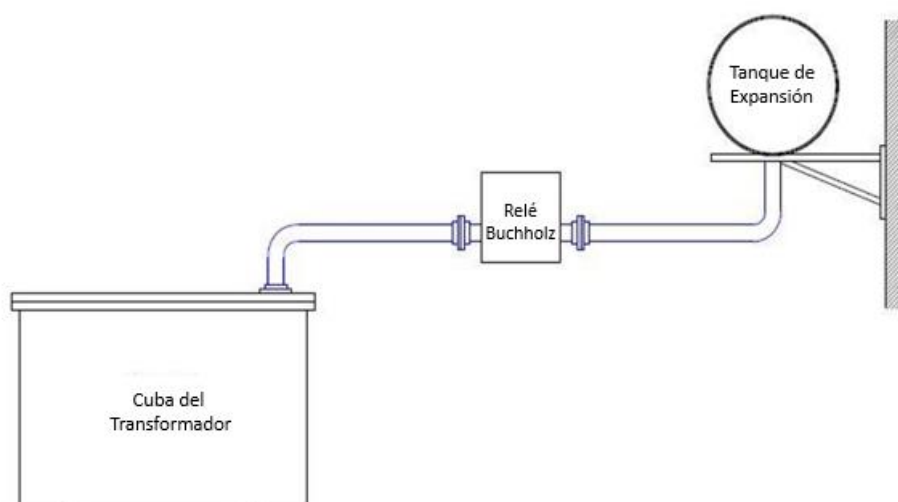 Tanque de
Expansión
Relé
Buchholz
Cuba del
Transformador